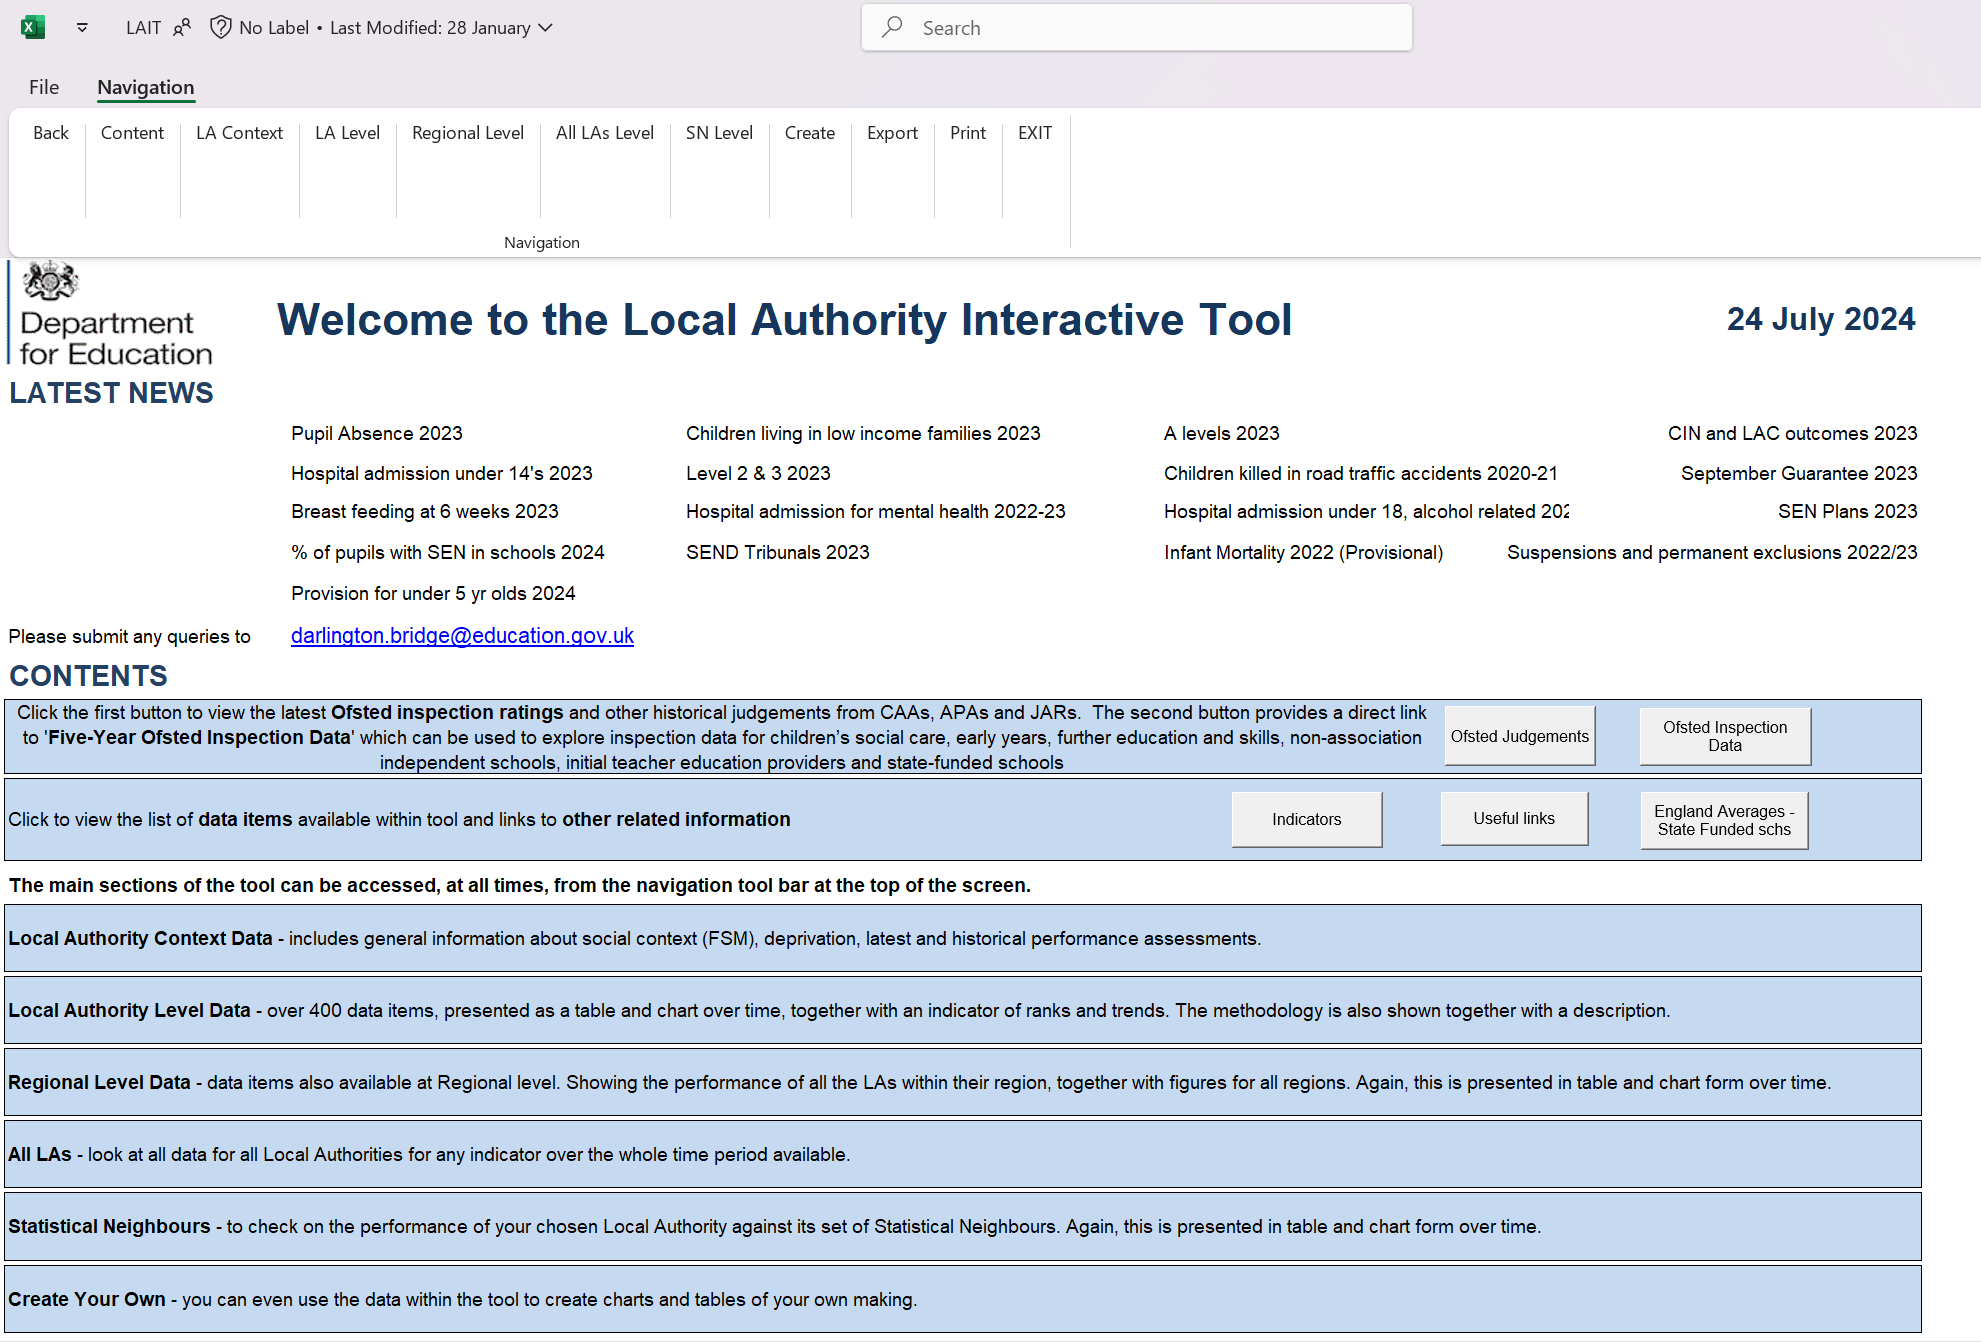 LAIT No Label • Last Modified: 28 January
Search
File Navigation
Back Content LA Context LA Level Regional Level All LAs Level SN Level Create Export Print EXIT
Navigation
Department
for Education
Welcome to the Local Authority Interactive Tool
24 July 2024
LATEST NEWS
Pupil Absence 2023 Children living in low income families 2023 A levels 2023 CIN and LAC outcomes 2023
Hospital admission under 14's 2023 Level 2 & 3 2023 Children killed in road traffic accidents 2020-21 September Guarantee 2023
Breast feeding at 6 weeks 2023 Hospital admission for mental health 2022-23 Hospital admission under 18, alcohol related 202 SEN Plans 2023
% of pupils with SEN in schools 2024 SEND Tribunals 2023 Infant Mortality 2022 (Provisional) Suspensions and permanent exclusions 2022/23
Provision for under 5 yr olds 2024
Please submit any queries to darlington.bridge@education.gov.uk
CONTENTS
Click the first button to view the latest Ofsted inspection ratings and other historical judgements from CAAs, APAs and JARs. The second button provides a direct link
to 'Five-Year Ofsted Inspection Data' which can be used to explore inspection data for children's social care, early years, further education and skills, non-association
independent schools, initial teacher education providers and state-funded schools
Ofsted Judgements
Ofsted Inspection
Data
Click to view the list of data items available within tool and links to other related information
Indicators
Useful links
England Averages -
State Funded schs
The main sections of the tool can be accessed, at all times, from the navigation tool bar at the top of the screen.
Local Authority Context Data - includes general information about social context (FSM), deprivation, latest and historical performance assessments.
Local Authority Level Data - over 400 data items, presented as a table and chart over time, together with an indicator of ranks and trends. The methodology is also shown together with a description.
Regional Level Data - data items also available at Regional level. Showing the performance of all the LAs within their region, together with figures for all regions. Again, this is presented in table and chart form over time.
All LAs - look at all data for all Local Authorities for any indicator over the whole time period available.
Statistical Neighbours - to check on the performance of your chosen Local Authority against its set of Statistical Neighbours. Again, this is presented in table and chart form over time.
Create Your Own - you can even use the data within the tool to create charts and tables of your own making.